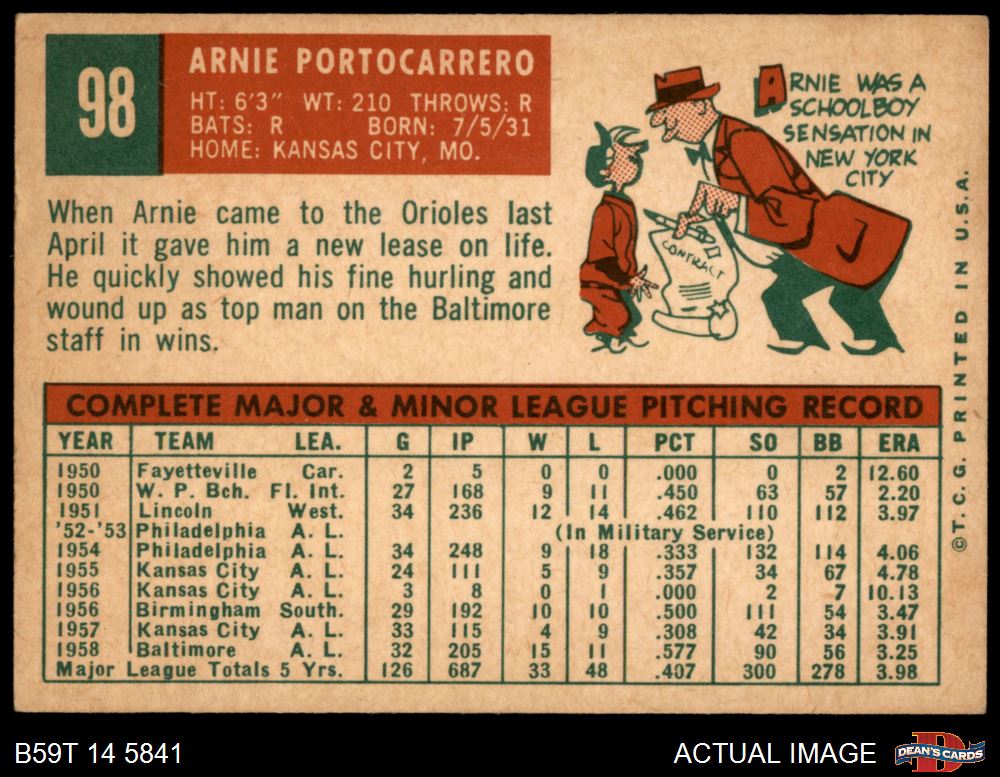 98
ARNIE PORTOCARRERO
HT: 6'3" WT: 210 THROWS: R
BATS: R BORN: 7/5/31
HOME: KANSAS CITY, MO.
ARNIE WAS A
SCHOOLBOY
SENSATION IN
NEW YORK
CITY
CONTRACT
When Arnie came to the Orioles last
April it gave him a new lease on life.
He quickly showed his fine hurling and
wound up as top man on the Baltimore
staff in wins.
©T. C. G. PRINTED IN U.S.A.
COMPLETE MAJOR & MINOR LEAGUE PITCHING RECORD
YEAR TEAM LEA. G IP W L PCT SO BB ERA
1950 Fayetteville Car. 2 5 0 0 .000 0 2 12.60
1950 W. P. Bch. Fl. Int. 27 168 9 11 .450 63 57 2.20
1951 Lincoln West. 34 236 12 14 .462 110 112 3.97
'52-'53 Philadelphia A. L. (In Military Service)
1954 Philadelphia A. L. 34 248 9 18 .333 132 114 4.06
1955 Kansas City A. L. 24 111 5 9 .357 34 67 4.78
1956 Kansas City A. L. 3 8 0 1 .000 2 7 10.13
1956 Birmingham South. 29 192 10 10 .500 111 54 3.47
1957 Kansas City A. L. 33 115 4 9 .308 42 34 3.91
1958 Baltimore A. L. 32 205 15 11 .577 90 56 3.25
Major League Totals 5 Yrs. 126 687 33 48 .407 300 278 3.98
B59T 14 5841
ACTUAL IMAGE
DEAN'S CARDS